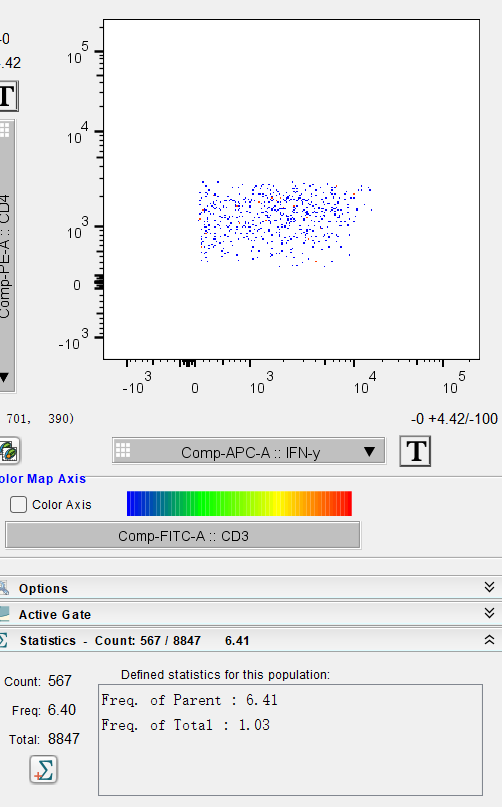 -0
.42
T
10 5
10 4
10 3
0
-10 3
Comp-PE-A :: CD4
-10 3 0 10 3 10 4 10 5
701, 390)
-0 +4.42/-100
Comp-APC-A :: IFN-y
T
olor Map Axis
Color Axis
Comp-FITC-A :: CD3
Options
Active Gate
Statistics - Count: 567 / 8847 6.41
Count: 567
Freq: 6.40
Total: 8847
Σ
Defined statistics for this population:
Freq. of Parent : 6.41
Freq. of Total : 1.03